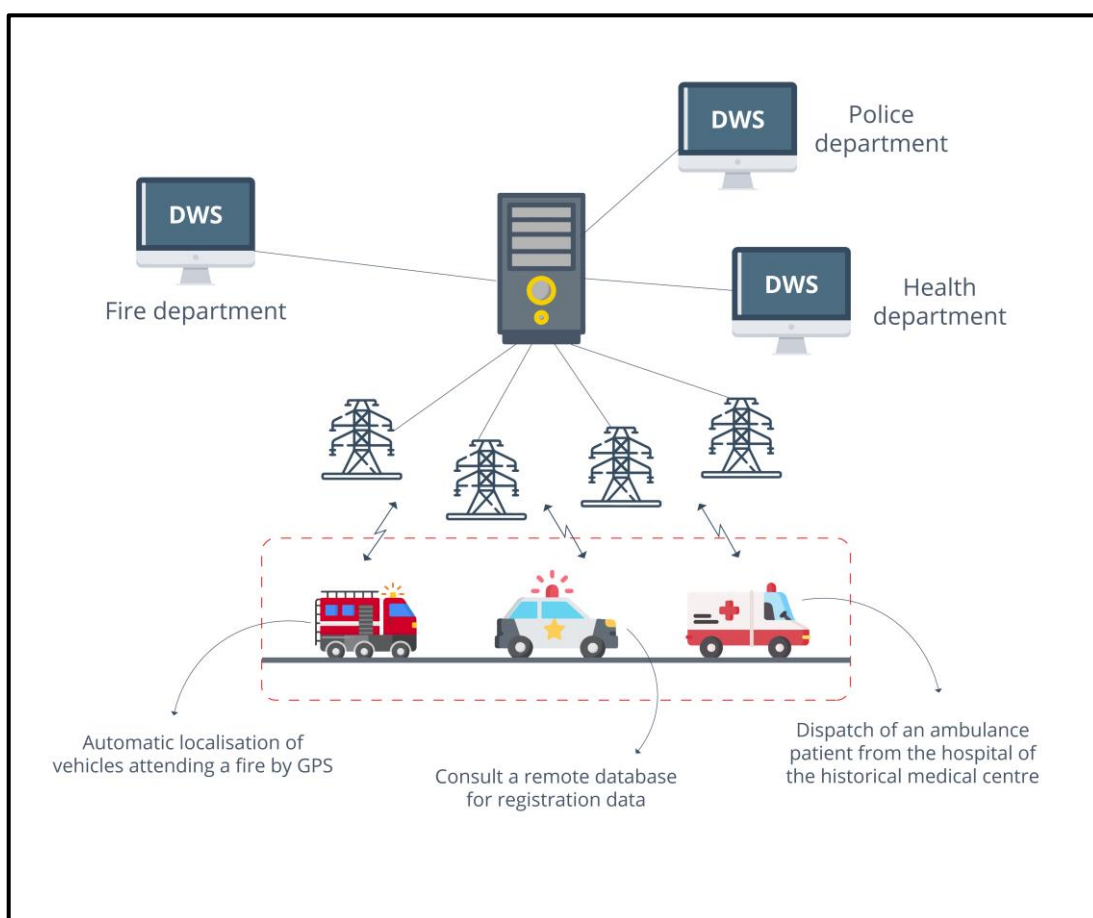 DWS
Police
department
DWS
Fire department
DWS
Health
department
Automatic localisation of
vehicles attending a fire by GPS
Consult a remote database
for registration data
Dispatch of an ambulance
patient from the hospital of
the historical medical centre